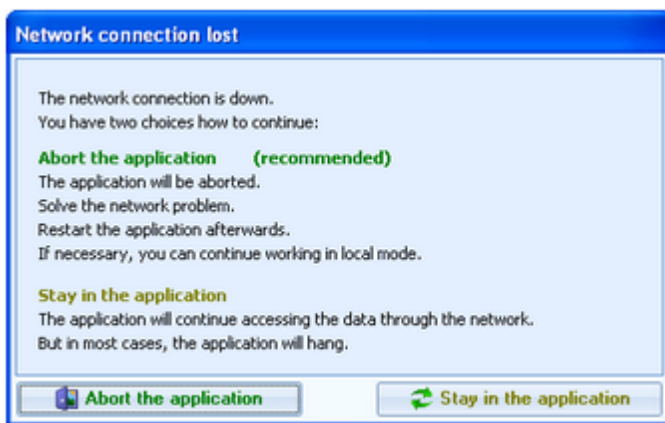 Network connection lost
The network connection is down.
You have two choices how to continue:
Abort the application (recommended)
The application will be aborted.
Solve the network problem.
Restart the application afterwards.
If necessary, you can continue working in local mode.
Stay in the application
The application will continue accessing the data through the network.
But in most cases, the application will hang.
Abort the application
Stay in the application